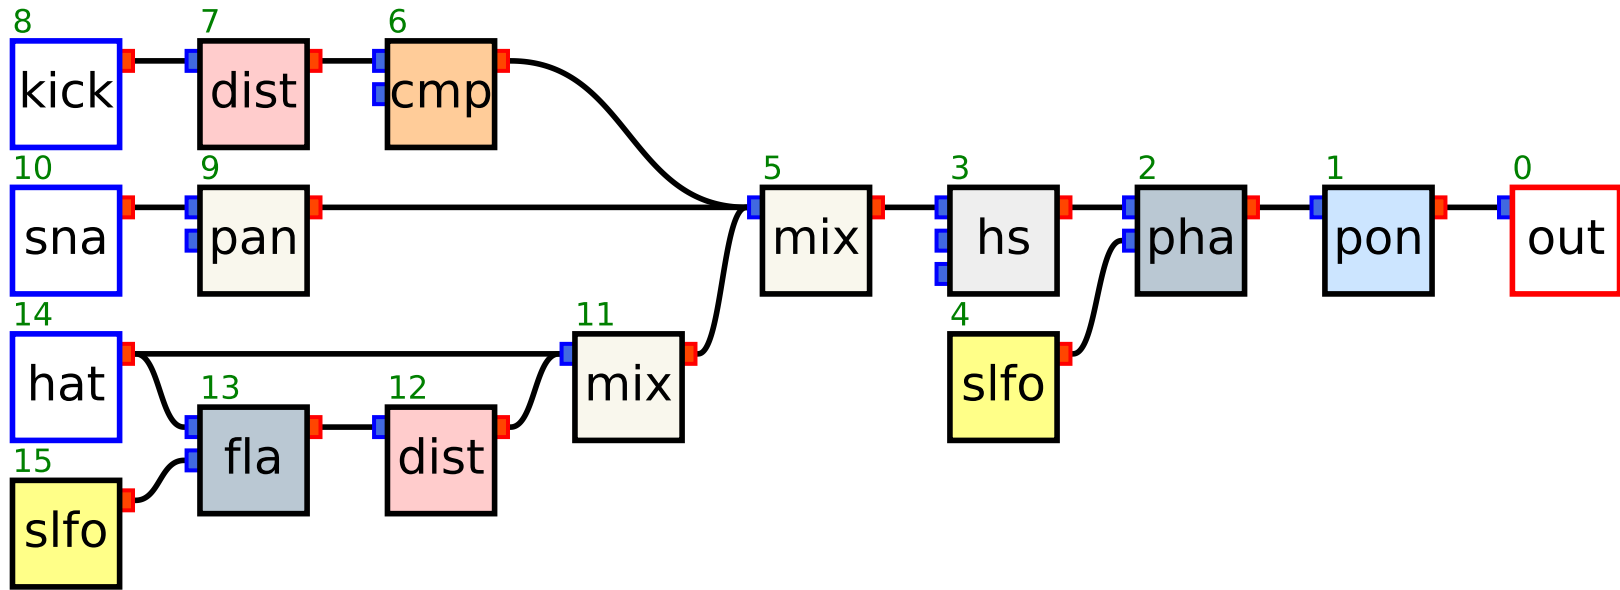 8 7 6
kick dist cmp
10 9 5 3 2 1 0
sna pan mix hs pha pon out
14 11 4
hat mix slfo
13 12
fla dist
15
slfo